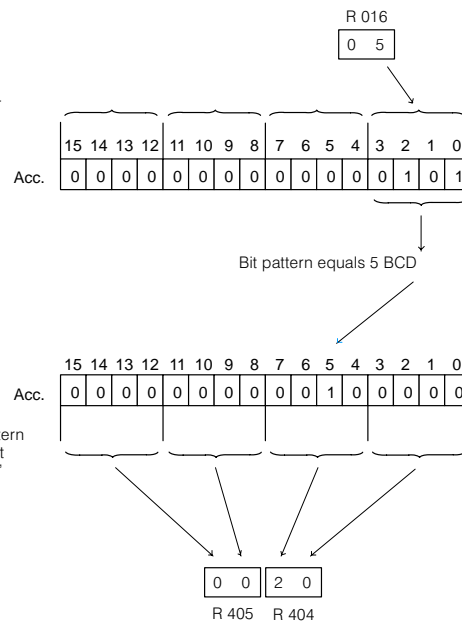 R 016
0 5
15 14 13 12 11 10 9 8 7 6 5 4 3 2 1 0
Acc. 0 0 0 0 0 0 0 0 0 0 0 0 0 1 0 1
Bit pattern equals 5 BCD
15 14 13 12 11 10 9 8 7 6 5 4 3 2 1 0
Acc. 0 0 0 0 0 0 0 0 0 0 1 0 0 0 0 0
tern
t
0 0 2 0
R 405 R 404